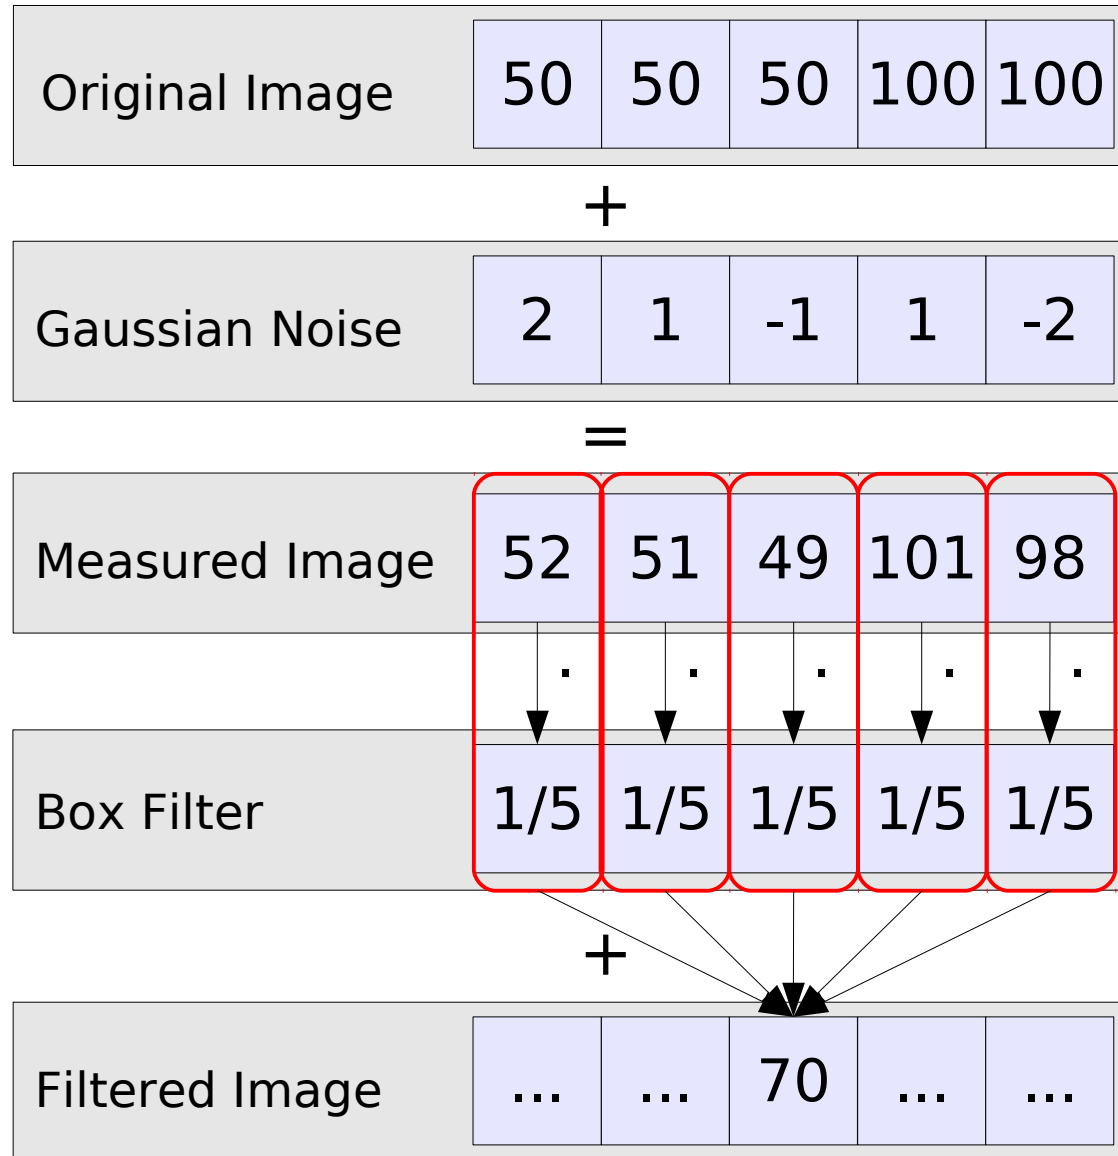 Original Image 50 50 50 100 100
+
Gaussian Noise 2 1 -1 1 -2
=
Measured Image 52 51 49 101 98
. . . . .
Box Filter 1/5 1/5 1/5 1/5 1/5
+
Filtered Image ... ... 70 ... ...